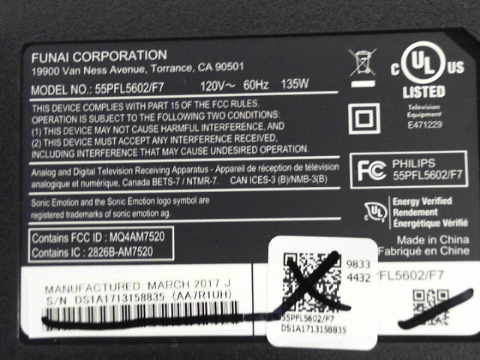 FUNAI CORPORATION
19900 Van Ness Avenue, Torrance, CA 90501
MODEL NO.: 55PFL5602/F7 120V~ 60Hz 135W
THIS DEVICE COMPLIES WITH PART 15 OF THE FCC RULES.
OPERATION IS SUBJECT TO THE FOLLOWING TWO CONDITIONS:
(1) THIS DEVICE MAY NOT CAUSE HARMFUL INTERFERENCE, AND
(2) THIS DEVICE MUST ACCEPT ANY INTERFERENCE RECEIVED,
INCLUDING INTERFERENCE THAT MAY CAUSE UNDESIRED OPERATION.
Analog and Digital Television Receiving Apparatus - Appareil de réception de télévision
analogique et numérique, Canada BETS-7 / NTMR-7. CAN ICES-3 (B)/NMB-3(B)
Sonic Emotion and the Sonic Emotion logo symbol are
registered trademarks of sonic emotion ag.
Contains FCC ID : MQ4AM7520
Contains IC : 2826B-AM7520
MANUFACTURED: MARCH 2017 J
S/N DS1A1713158835 (AA7R1UH)
C UL US
LISTED
Television
Equipment
E471229
FC PHILIPS
55PFL5602/F7
UL Energy Verified
Rendement
Énergétique Vérifié
Made in China
Fabriqué en China
9833
4432
55PFL5602/F7
DS1A1713158835
FL5602/F7